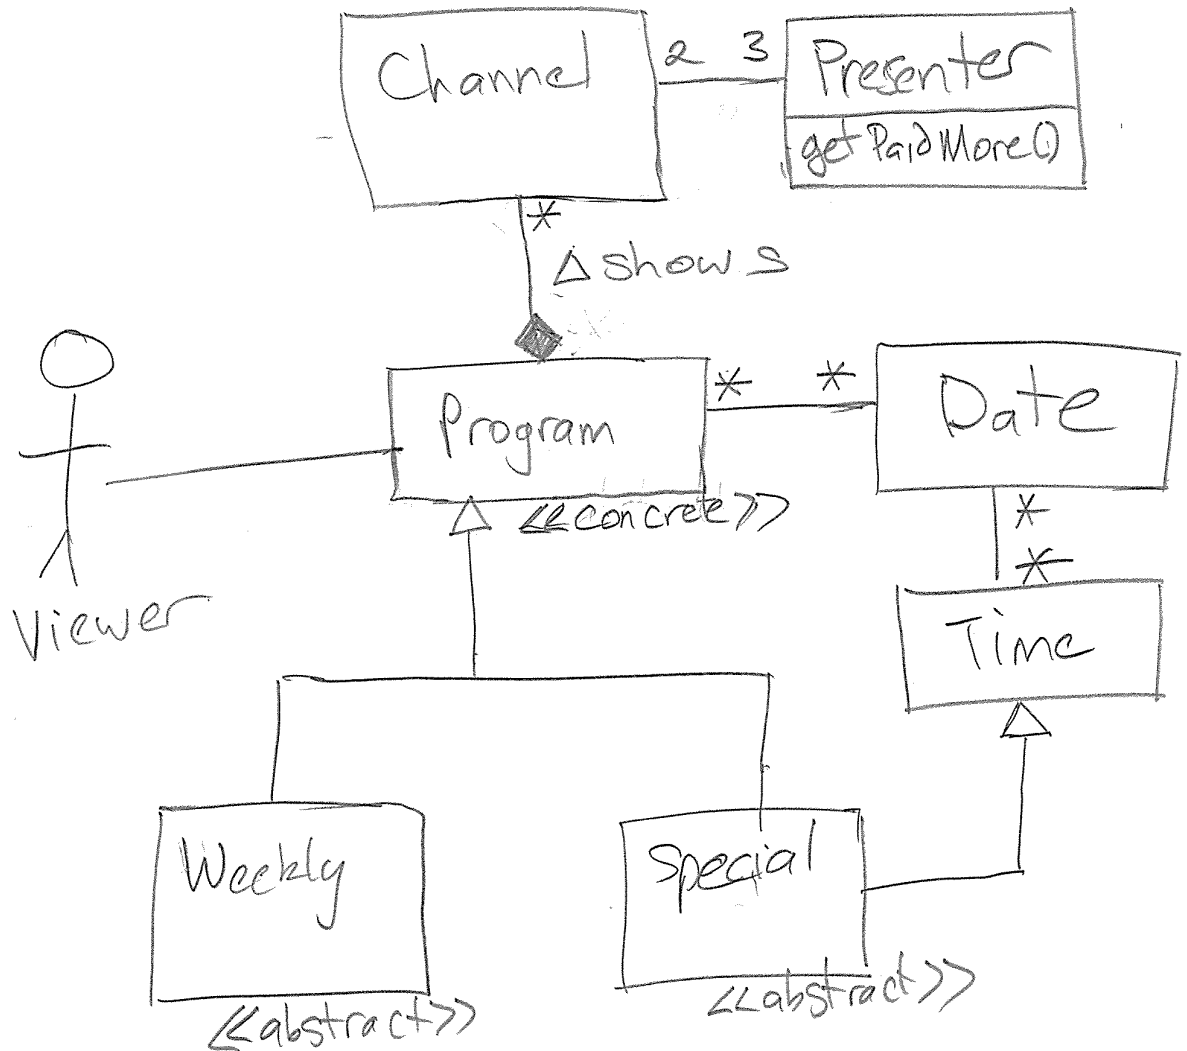 Channel
2 3
Presenter
getPaidMore()
*
△ shows
Program
* *
Date
<<concrete>>
*
*
Viewer
Time
Weekly
Special
<<abstract>>
<<abstract>>